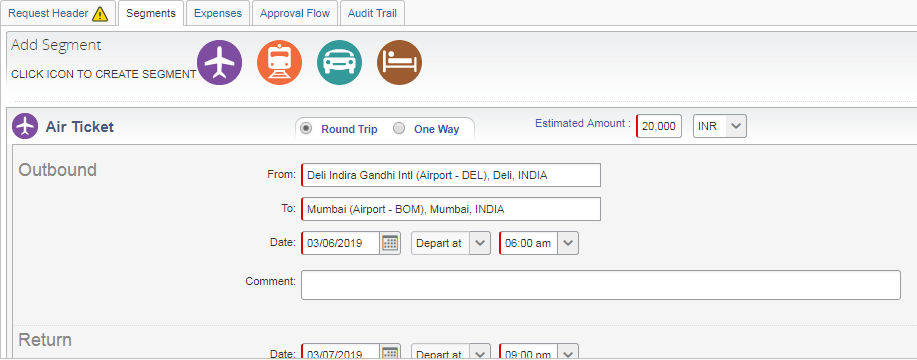 Request Header Segments Expenses Approval Flow Audit Trail
Add Segment
CLICK ICON TO CREATE SEGMENT
Air Ticket Round Trip One Way Estimated Amount : 20,000 INR
Outbound
From: Deli Indira Gandhi Intl (Airport - DEL), Deli, INDIA
To: Mumbai (Airport - BOM), Mumbai, INDIA
Date: 03/06/2019 Depart at 06:00 am
Comment:
Return
Date: 03/07/2019 Depart at 09:00 pm